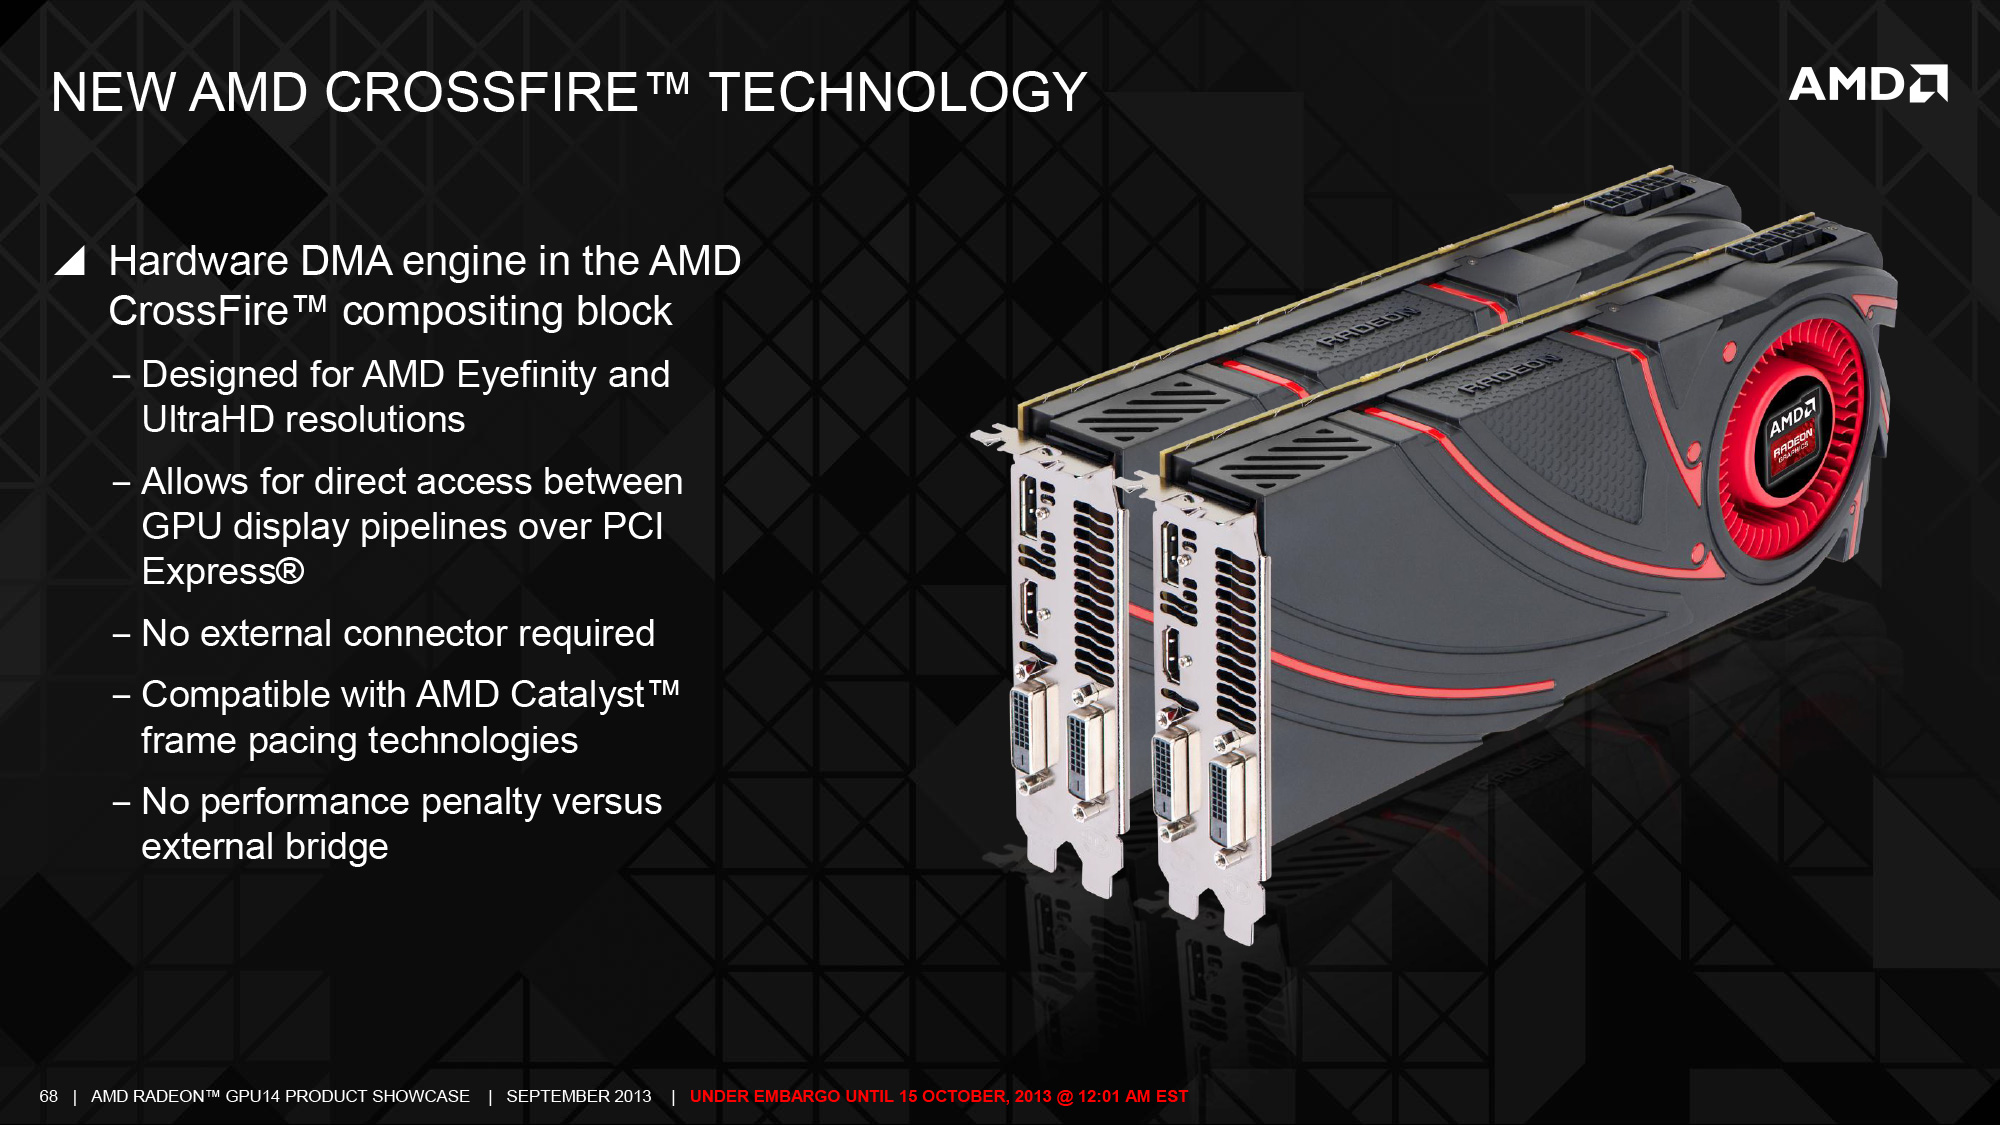 NEW AMD CROSSFIRE™ TECHNOLOGY
AMD
Hardware DMA engine in the AMD
CrossFire™ compositing block
– Designed for AMD Eyefinity and
UltraHD resolutions
– Allows for direct access between
GPU display pipelines over PCI
Express®
– No external connector required
– Compatible with AMD Catalyst™
frame pacing technologies
– No performance penalty versus
external bridge
RADEON
RADEON
AMD
RADEON
GRAPHICS
68 | AMD RADEON™ GPU14 PRODUCT SHOWCASE | SEPTEMBER 2013 | UNDER EMBARGO UNTIL 15 OCTOBER, 2013 @ 12:01 AM EST